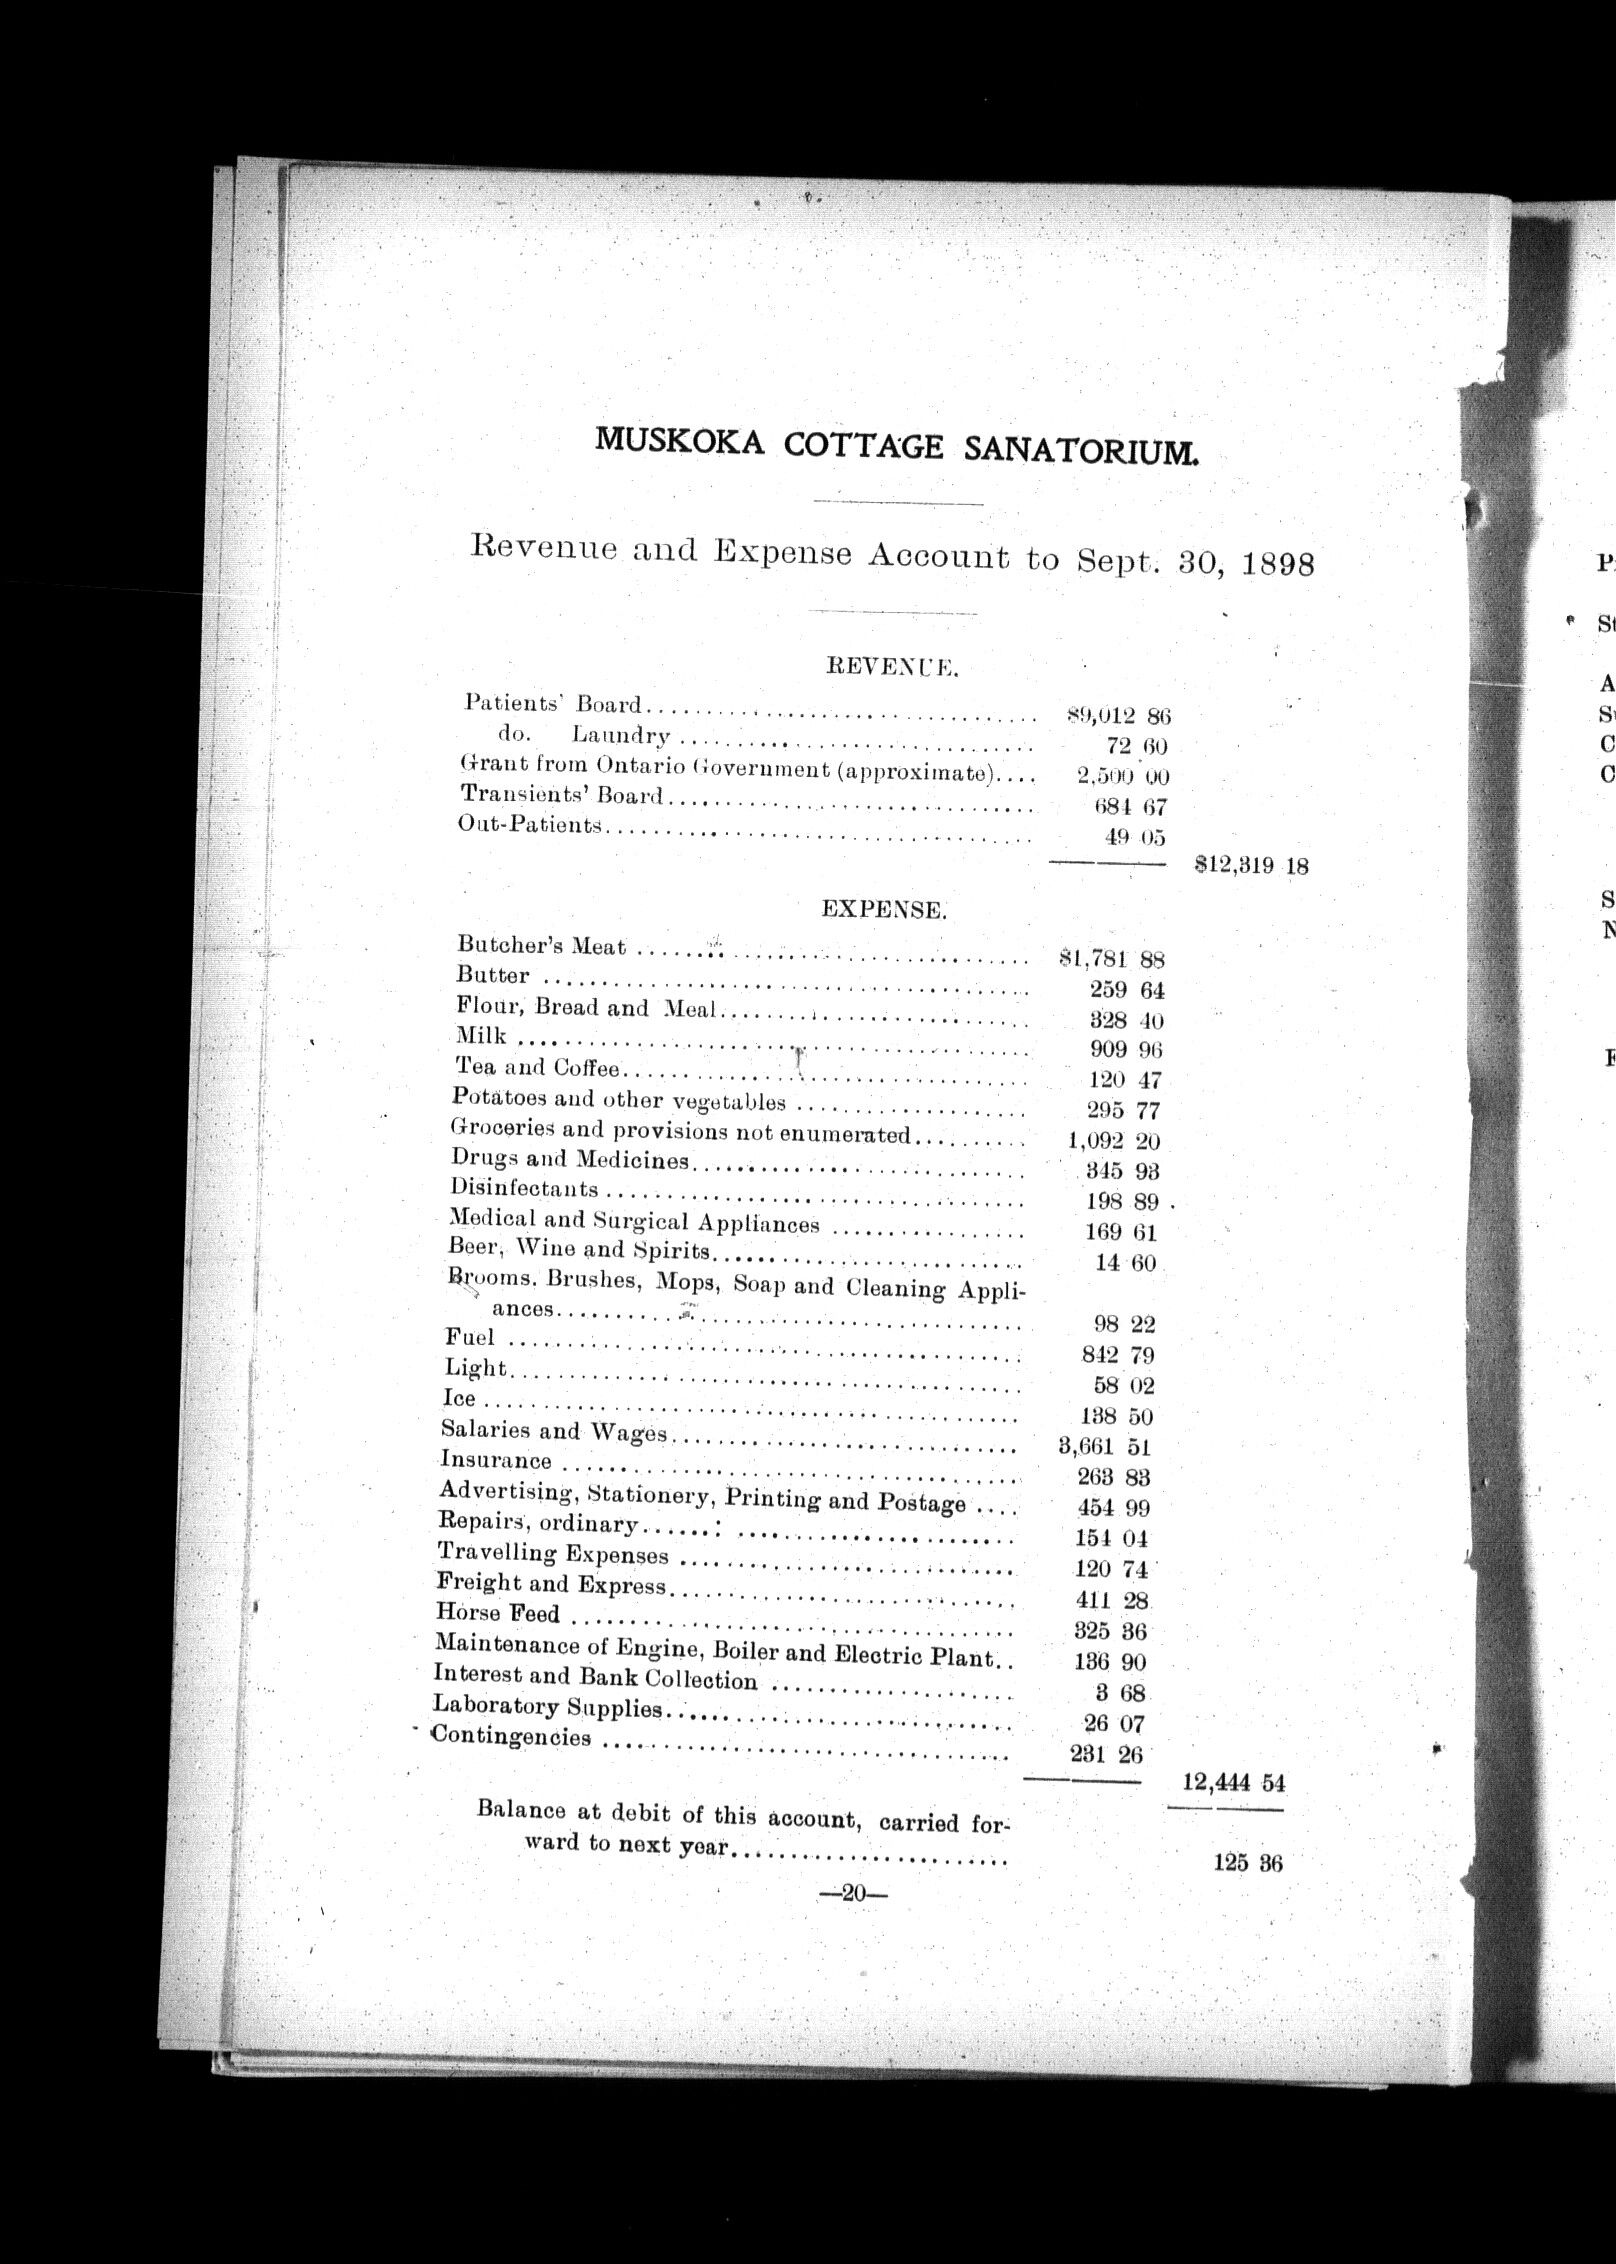 MUSKOKA COTTAGE SANATORIUM.
Revenue and Expense Account to Sept. 30, 1898
REVENUE.
Patients' Board........................................ $9,012 86
do. Laundry .................................... 72 60
Grant from Ontario Government (approximate).... 2,500 00
Transients' Board..................................... 684 67
Out-Patients........................................... 49 05
$12,319 18
EXPENSE.
Butcher's Meat ........................................ $1,781 88
Butter ................................................ 259 64
Flour, Bread and Meal............................... 328 40
Milk .................................................. 909 96
Tea and Coffee........................................ 120 47
Potatoes and other vegetables ..................... 295 77
Groceries and provisions not enumerated.......... 1,092 20
Drugs and Medicines................................. 345 93
Disinfectants .......................................... 198 89
Medical and Surgical Appliances .................. 169 61
Beer, Wine and Spirits............................... 14 60
Brooms. Brushes, Mops, Soap and Cleaning Appli-
ances............................................... 98 22
Fuel ................................................... 842 79
Light.................................................. 58 02
Ice ..................................................... 138 50
Salaries and Wages.................................. 3,661 51
Insurance ............................................. 263 83
Advertising, Stationery, Printing and Postage .... 454 99
Repairs, ordinary..................................... 154 04
Travelling Expenses .................................. 120 74
Freight and Express.................................. 411 28
Horse Feed ............................................ 325 36
Maintenance of Engine, Boiler and Electric Plant.. 136 90
Interest and Bank Collection ....................... 3 68
Laboratory Supplies.................................. 26 07
Contingencies ......................................... 231 26
12,444 54
Balance at debit of this account, carried for-
ward to next year............................ 125 36
—20—